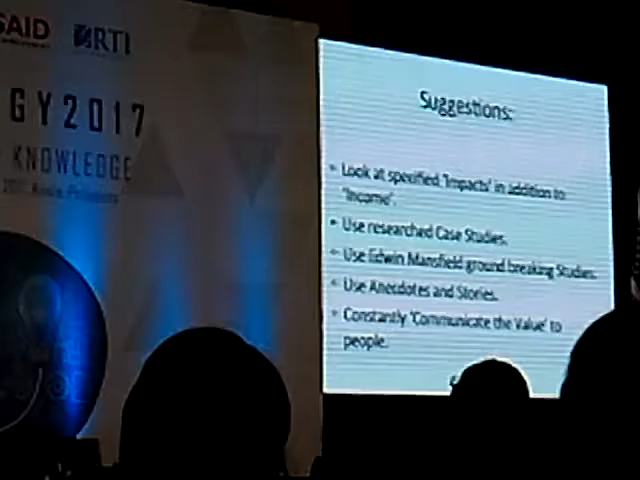 SAID
RTI
GY2017
KNOWLEDGE
Suggestions:
Look at specified 'Impacts' in addition to
'Income'.
Use researched Case Studies.
Use Edwin Mansfield ground breaking Studies.
Use Anecdotes and Stories.
Constantly 'Communicate the Value' to
people.